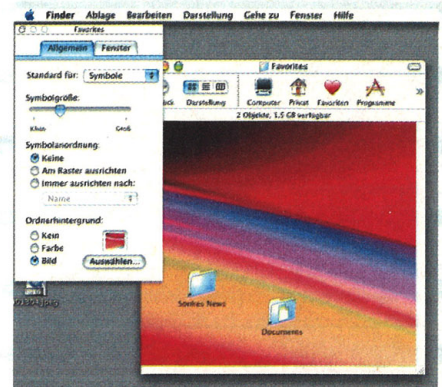 Finder Ablage Bearbeiten Darstellung Gehe zu Fenster Hilfe
Favorites
Allgemein Fenster
Standard für: Symbole
Symbolgröße:
Klein Groß
Symbolanordnung:
Keine
Am Raster ausrichten
Immer ausrichten nach:
Name
Ordnerhintergrund:
Kein
Farbe
Bild Auswählen...
Favorites
Darstellung Computer Privat Favoriten Programme »
2 Objekte, 1.5 GB verfügbar
News
Documents